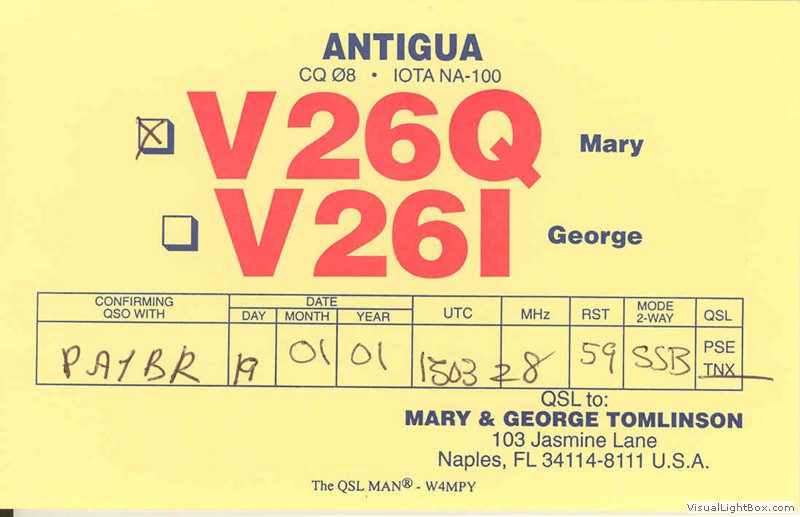 ANTIGUA
CQ Ø8 • IOTA NA-100
V26Q Mary
V26I George
CONFIRMING QSO WITH DATE UTC MHz RST MODE 2-WAY QSL
DAY MONTH YEAR
PA1BR 19 01 01 1503 28 59 SSB PSE
TNX
QSL to:
MARY & GEORGE TOMLINSON
103 Jasmine Lane
Naples, FL 34114-8111 U.S.A.
The QSL MAN® - W4MPY
VisualLightBox.com